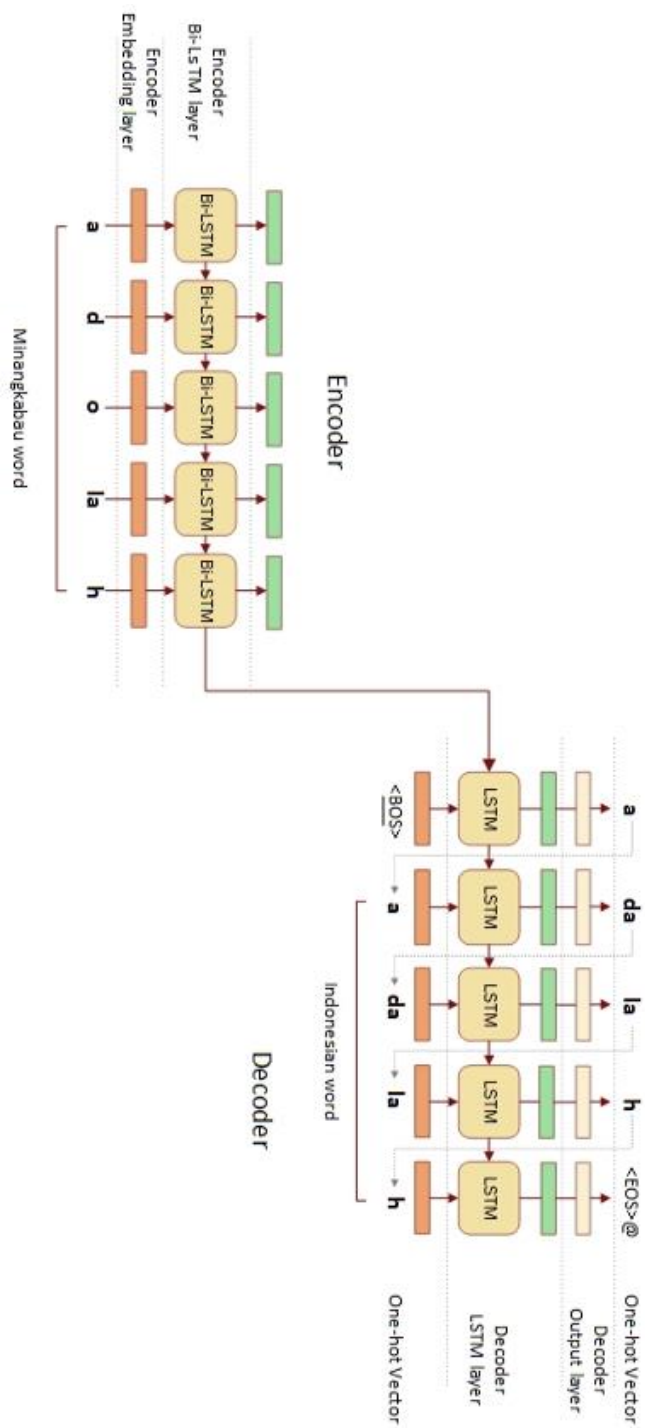 a da la h <EOS>@ One-hot Vector
Decoder
Output layer
LSTM LSTM LSTM LSTM LSTM
Decoder
LSTM layer
<BOS> a da la h One-hot Vector
Indonesian word
Decoder
Encoder
Encoder
Bi-LsTM layer
Bi-LSTM Bi-LSTM Bi-LSTM Bi-LSTM Bi-LSTM
Encoder
Embedding layer
a d o la h
Minangkabau word